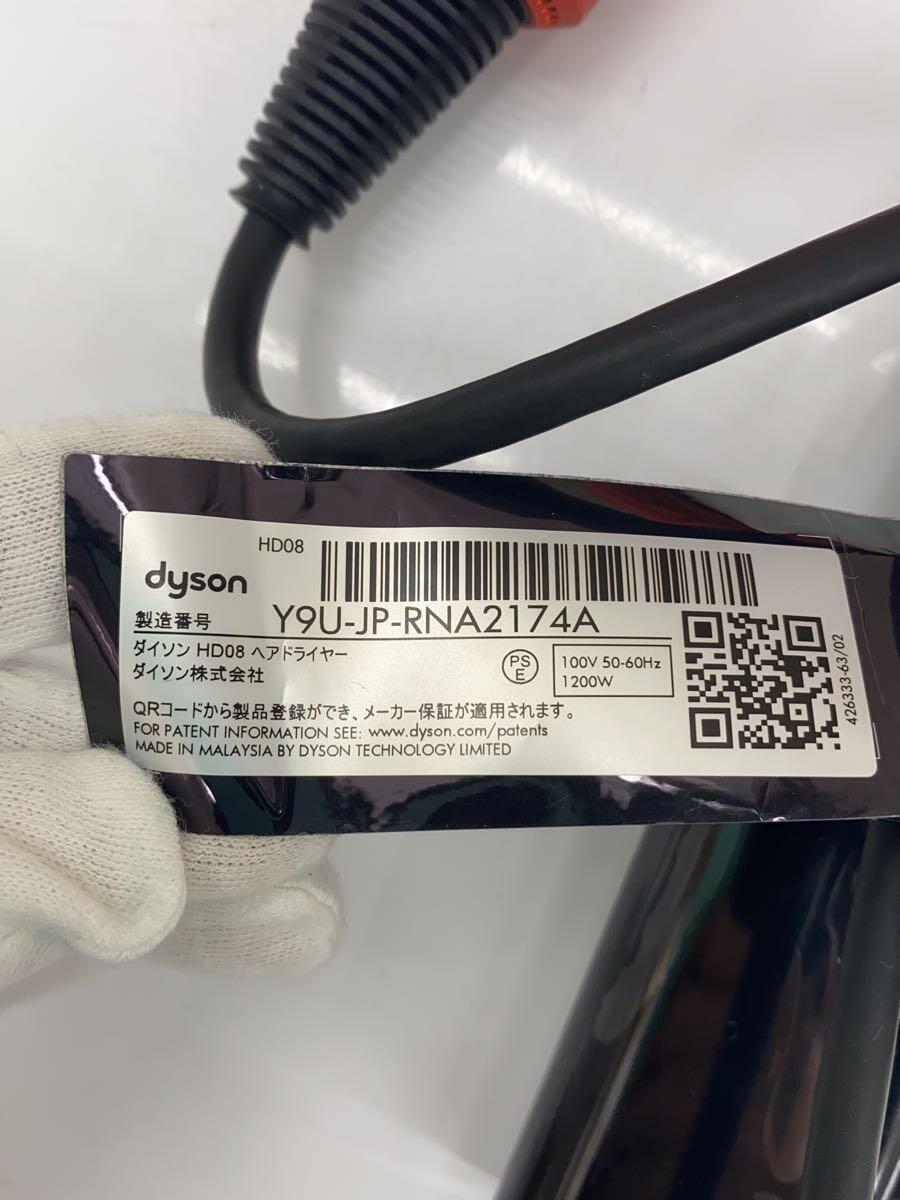 HD08
dyson
製造番号 Y9U-JP-RNA2174A
ダイソン HD08 ヘアドライヤー
ダイソン株式会社
PS
E
100V 50-60Hz
1200W
QRコードから製品登録ができ、メーカー保証が適用されます。
FOR PATENT INFORMATION SEE: www.dyson.com/patents
MADE IN MALAYSIA BY DYSON TECHNOLOGY LIMITED
426333-63/02